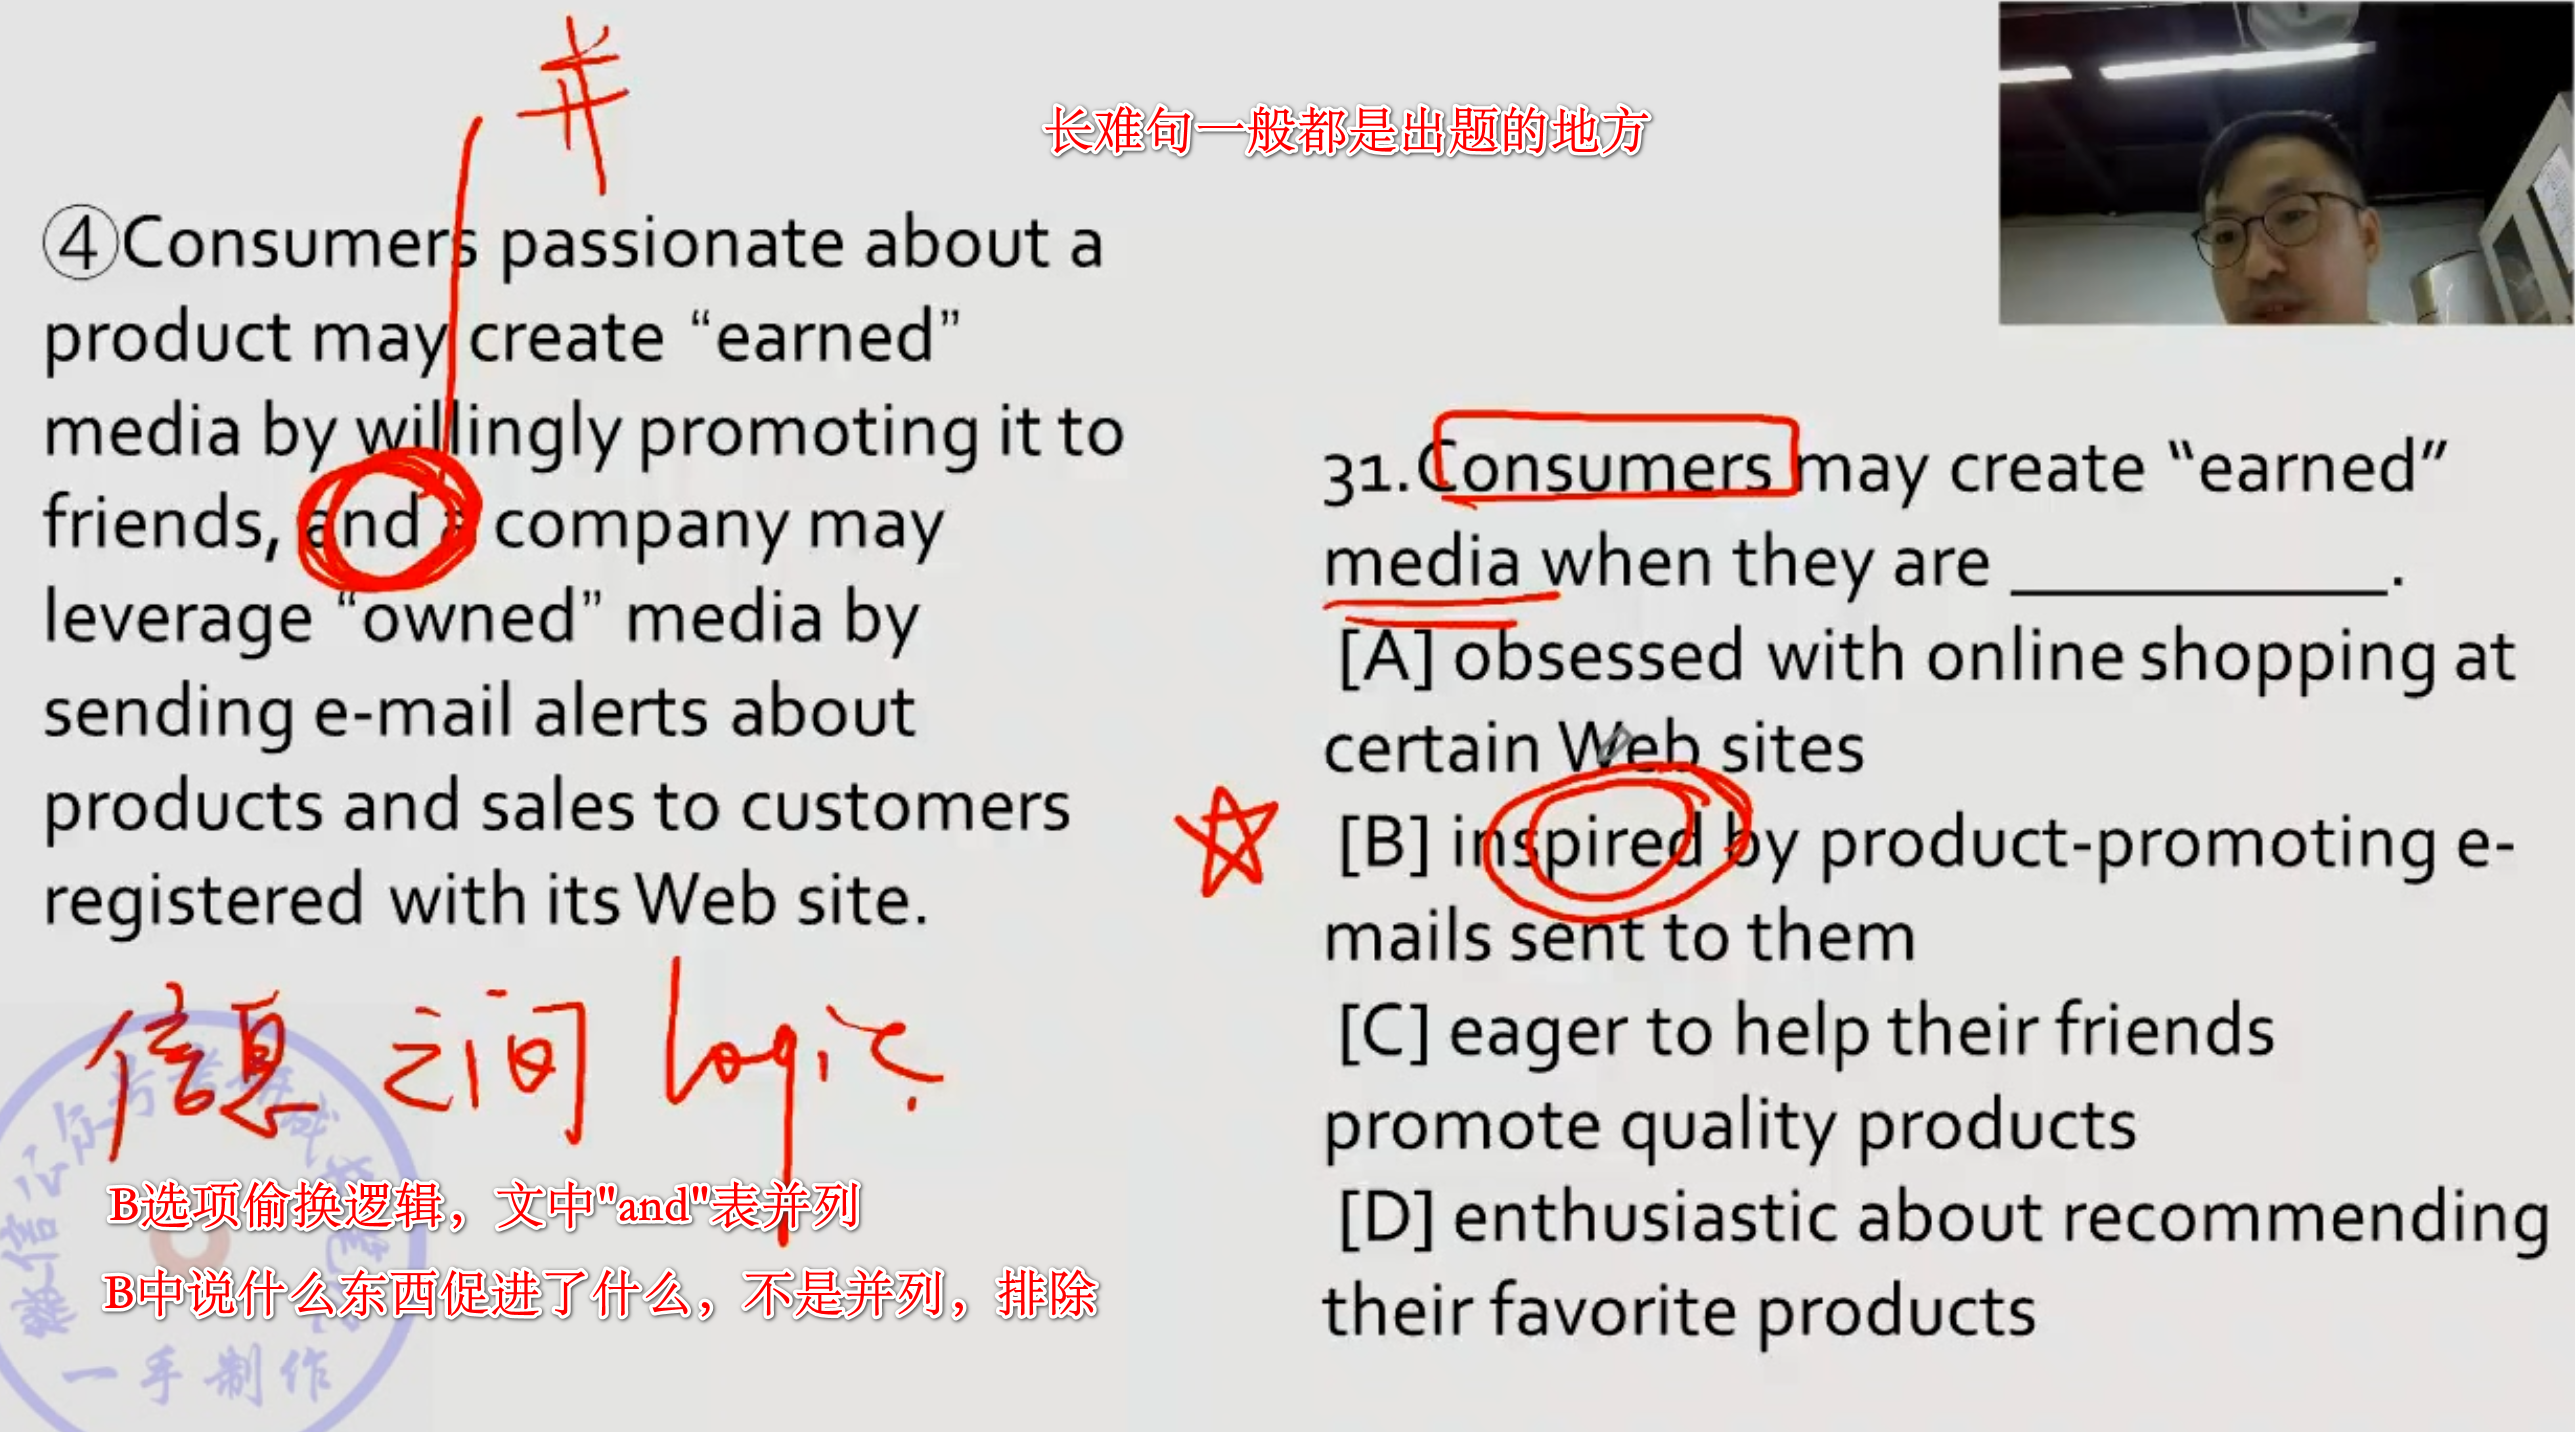 并
长难句一般都是出题的地方
④Consumers passionate about a
product may create “earned”
media by willingly promoting it to
friends, and a company may
leverage “owned” media by
sending e-mail alerts about
products and sales to customers
registered with its Web site.
信息之间 logic.
B选项偷换逻辑，文中"and"表并列
B中说什么东西促进了什么，不是并列，排除
一手制作
31.Consumers may create “earned”
media when they are ____________.
[A] obsessed with online shopping at
certain Web sites
[B] inspired by product-promoting e-
mails sent to them
[C] eager to help their friends
promote quality products
[D] enthusiastic about recommending
their favorite products